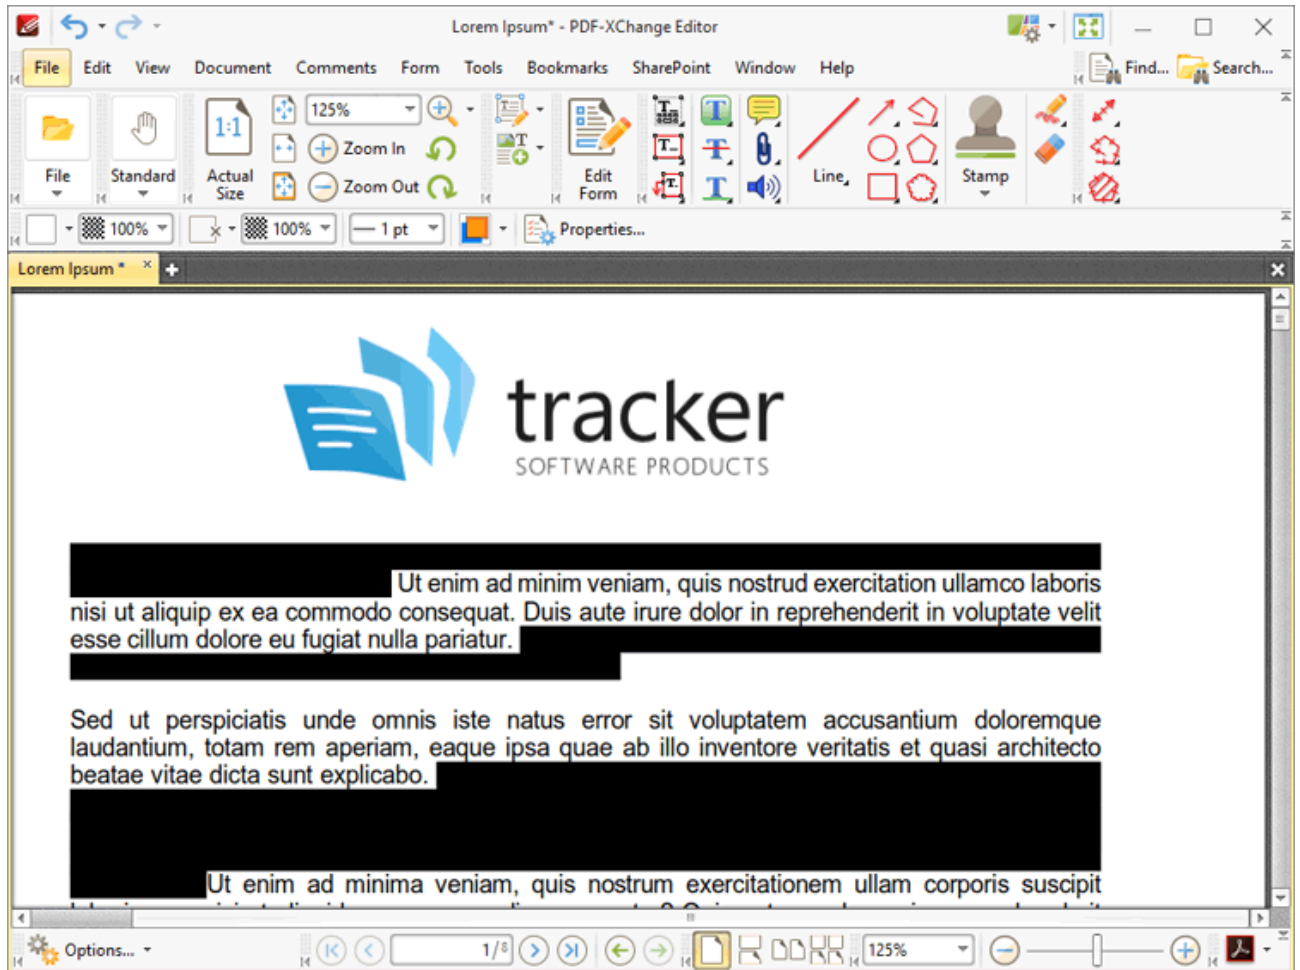 Lorem Ipsum* - PDF-XChange Editor
File Edit View Document Comments Form Tools Bookmarks SharePoint Window Help Find... Search...
125%
1:1 Zoom In
File Standard Actual Size Zoom Out Edit Form Line Stamp
100% 100% 1 pt Properties...
Lorem Ipsum *
tracker
SOFTWARE PRODUCTS
Ut enim ad minim veniam, quis nostrud exercitation ullamco laboris
nisi ut aliquip ex ea commodo consequat. Duis aute irure dolor in reprehenderit in voluptate velit
esse cillum dolore eu fugiat nulla pariatur.
Sed ut perspiciatis unde omnis iste natus error sit voluptatem accusantium doloremque
laudantium, totam rem aperiam, eaque ipsa quae ab illo inventore veritatis et quasi architecto
beatae vitae dicta sunt explicabo.
Ut enim ad minima veniam, quis nostrum exercitationem ullam corporis suscipit
Options... 1/8 125%